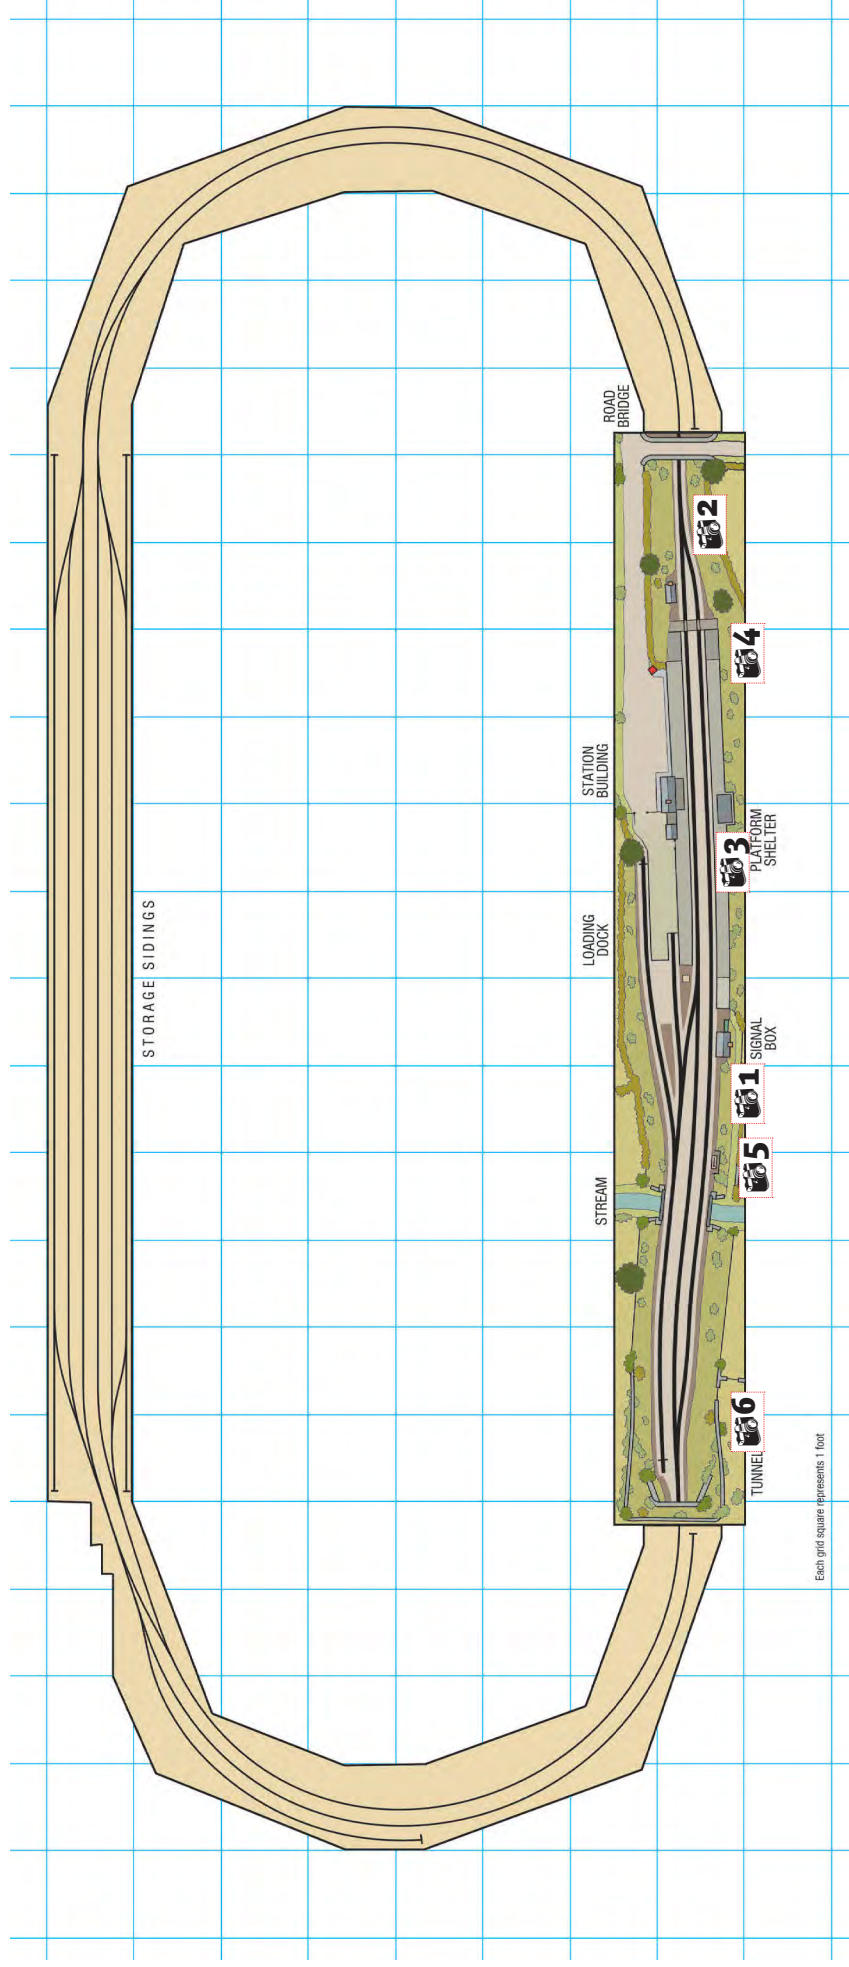 ROAD
BRIDGE
2
4
STATION
BUILDING
PLATFORM
SHELTER
3
LOADING
DOCK
STORAGE SIDINGS
SIGNAL
BOX
1
5
STREAM
6
TUNNEL
Each grid square represents 1 foot